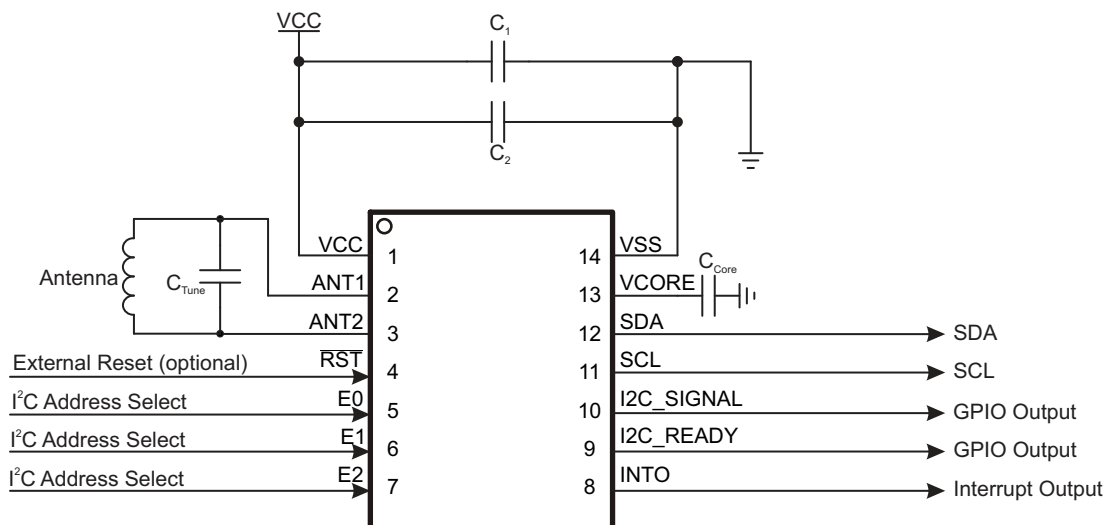 VCC
C₁
C₂
VCC 1 14 VSS
Antenna
C_Tune
ANT1 2 13 VCORE
C_Core
ANT2 3 12 SDA SDA
External Reset (optional) RST 4 11 SCL SCL
I²C Address Select E0 5 10 I2C_SIGNAL GPIO Output
I²C Address Select E1 6 9 I2C_READY GPIO Output
I²C Address Select E2 7 8 INTO Interrupt Output